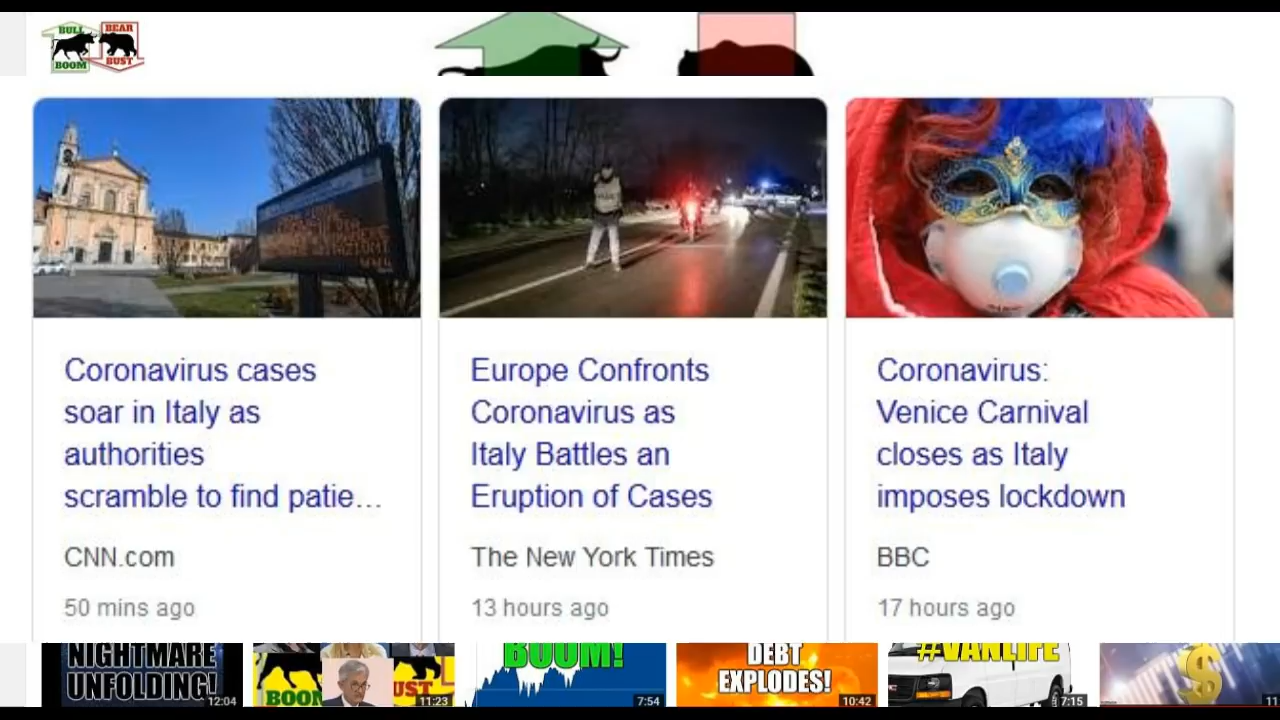 BULL
BEAR
BOOM
BUST
Coronavirus cases
soar in Italy as
authorities
scramble to find patie...
CNN.com
50 mins ago
Europe Confronts
Coronavirus as
Italy Battles an
Eruption of Cases
The New York Times
13 hours ago
Coronavirus:
Venice Carnival
closes as Italy
imposes lockdown
BBC
17 hours ago
NIGHTMARE
UNFOLDING!
12:04
BOOM
UST
11:23
BOOM!
7:54
DEBT
EXPLODES!
10:42
#VANLIFE
7:15
11